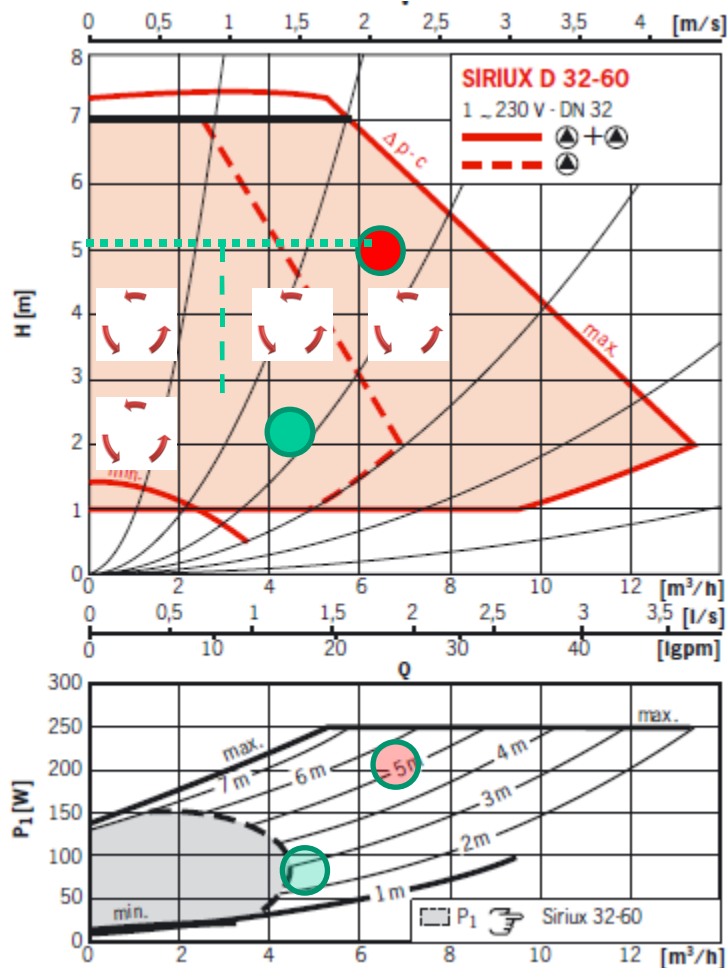 0 0,5 1 1,5 2 2,5 3 3,5 4 [m/s]
8
7
6
5
4
3
2
1
0
H [m]
SIRIUX D 32-60
1 ~ 230 V - DN 32
+
Δp-c
max.
min.
0 2 4 6 8 10 12 [m³/h]
0 0,5 1 1,5 2 2,5 3 3,5 [l/s]
0 10 20 30 40 [Igpm]
Q
300
250
200
150
100
50
0
P₁ [W]
max.
max.
7 m
6 m
5 m
4 m
3 m
2 m
1 m
min.
P₁ Siriux 32-60
0 2 4 6 8 10 12 [m³/h]